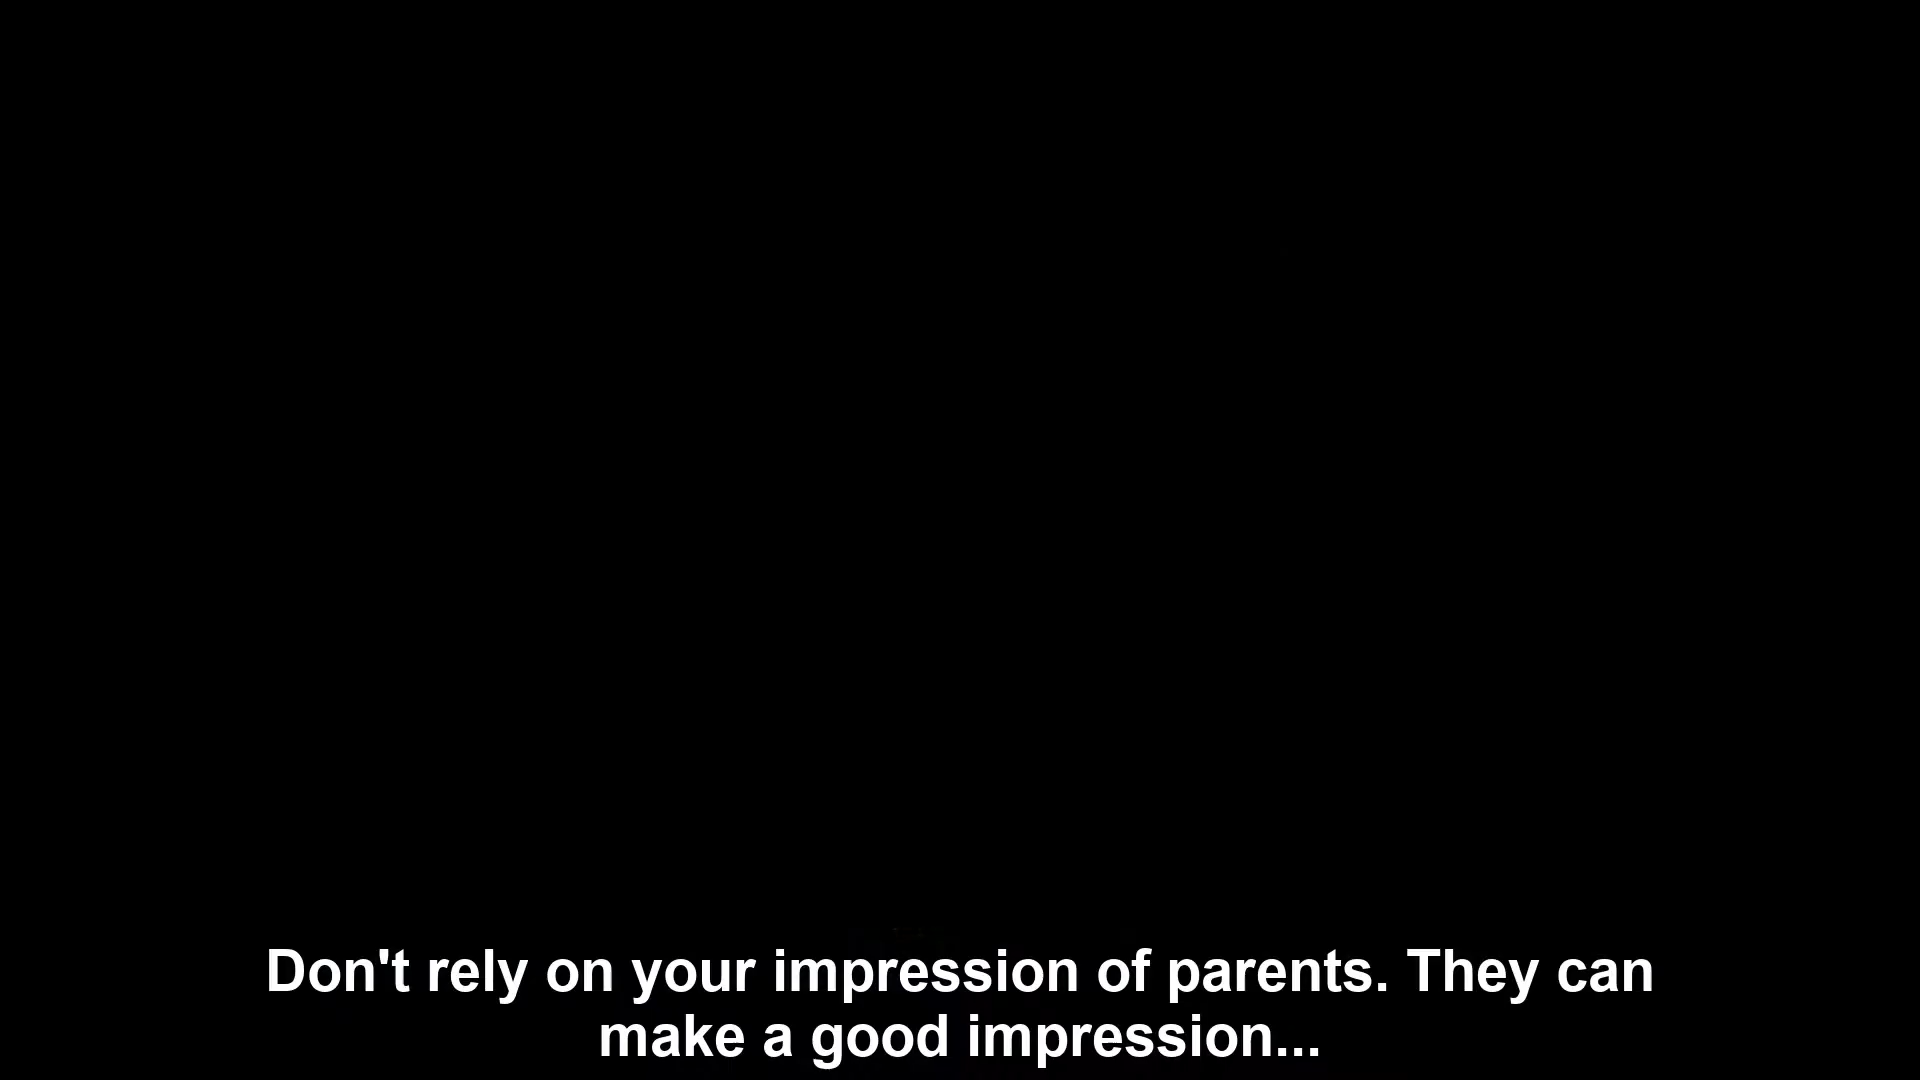 Don't rely on your impression of parents. They can
make a good impression...